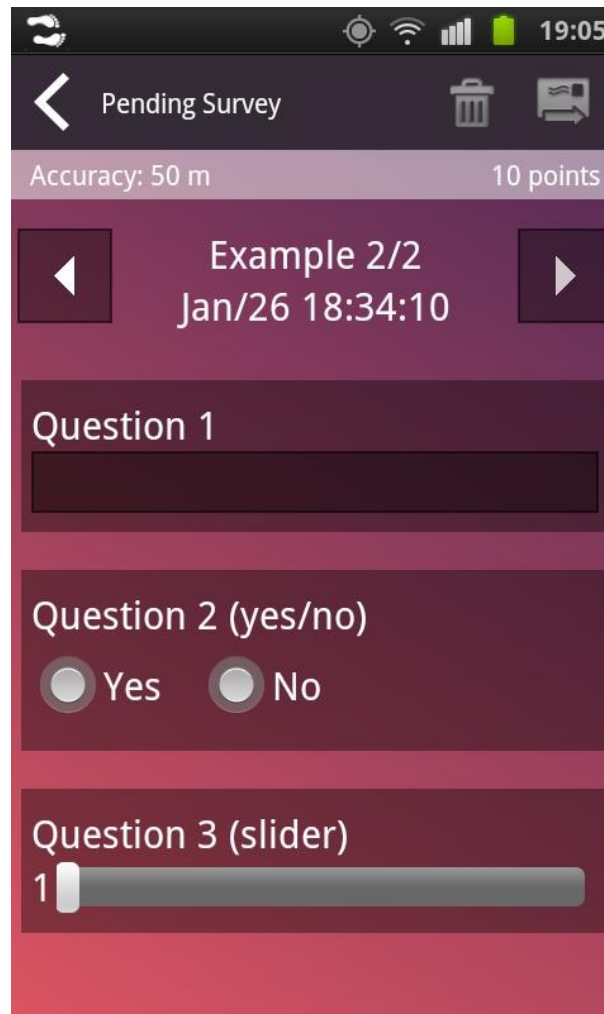 19:05
Pending Survey
Accuracy: 50 m 10 points
Example 2/2
Jan/26 18:34:10
Question 1
Question 2 (yes/no)
Yes No
Question 3 (slider)
1